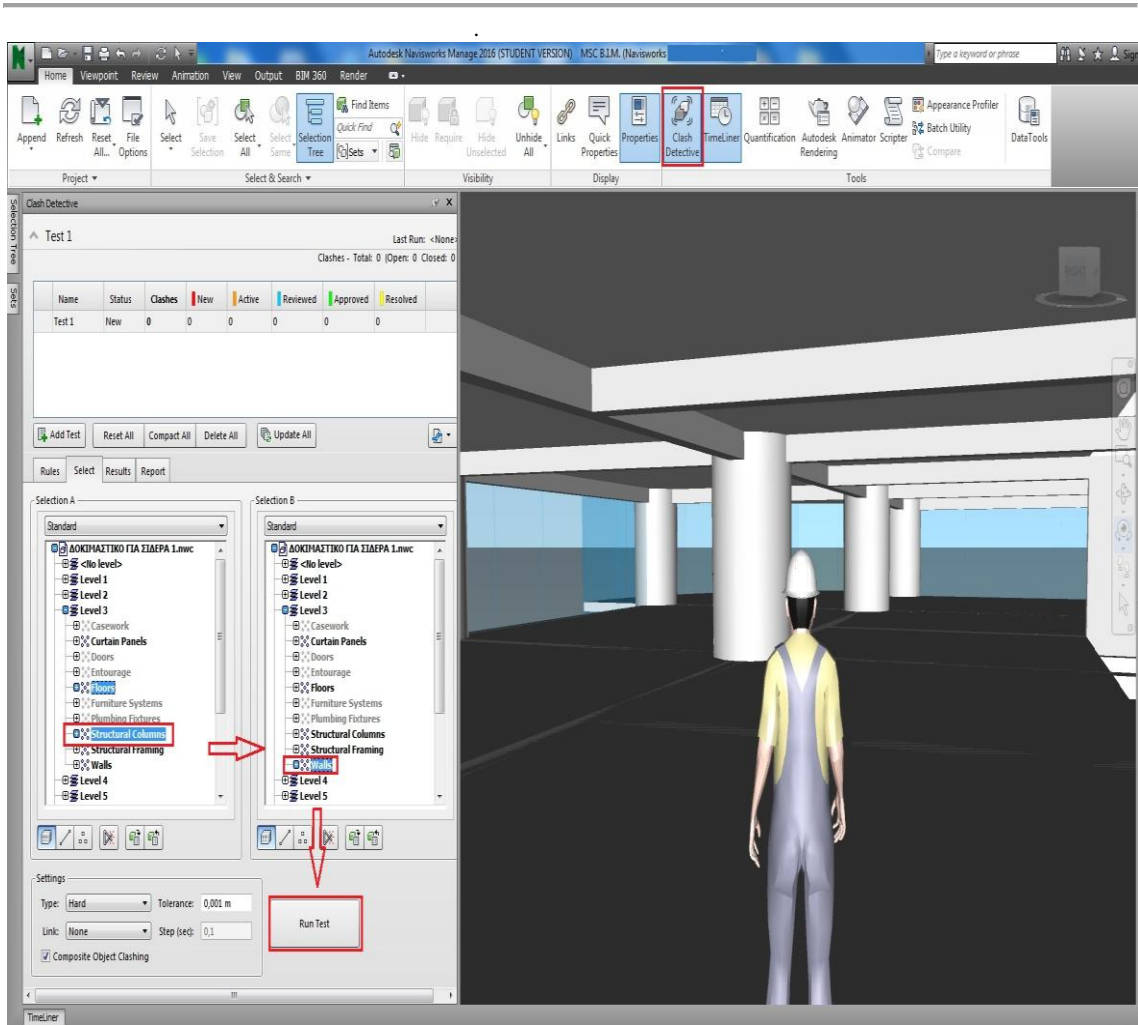 Autodesk Navisworks Manage 2016 (STUDENT VERSION) MSC B.I.M. (Navisworks
Type a keyword or phrase
Sign
Home Viewpoint Review Animation View Output BIM 360 Render
Append Refresh Reset All... File Options Select Save Selection Select All Select Same Selection Tree Find Items Quick Find Sets Hide Require Hide Unselected Unhide All Links Quick Properties Properties Clash Detective TimeLiner Quantification Autodesk Rendering Animator Scripter Appearance Profiler Batch Utility Compare DataTools
Project Select & Search Visibility Display Tools
Selection Tree
Sets
Clash Detective
Test 1
Last Run: <None>
Clashes - Total: 0 (Open: 0 Closed: 0
Name Status Clashes New Active Reviewed Approved Resolved
Test 1 New 0 0 0 0 0 0
Add Test Reset All Compact All Delete All Update All
Rules Select Results Report
Selection A
Standard
ΔΟΚΙΜΑΣΤΙΚΟ ΓΙΑ ΣΙΔΕΡΑ 1.nwc
<No level>
Level 1
Level 2
Level 3
Casework
Curtain Panels
Doors
Entourage
Floors
Furniture Systems
Plumbing Fixtures
Structural Columns
Structural Framing
Walls
Level 4
Level 5
Selection B
Standard
ΔΟΚΙΜΑΣΤΙΚΟ ΓΙΑ ΣΙΔΕΡΑ 1.nwc
<No level>
Level 1
Level 2
Level 3
Casework
Curtain Panels
Doors
Entourage
Floors
Furniture Systems
Plumbing Fixtures
Structural Columns
Structural Framing
Walls
Level 4
Level 5
Settings
Type: Hard Tolerance: 0,001 m
Link: None Step (sec): 0,1
Composite Object Clashing
Run Test
RIGHT
TimeLiner